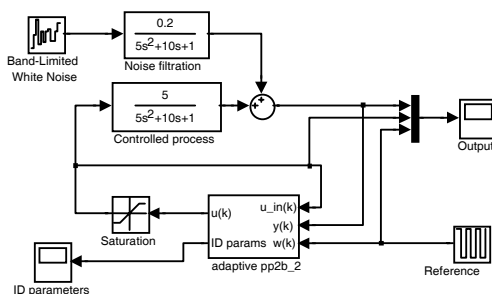 0.2
5s²+10s+1
Noise filtration
Band-Limited
White Noise
5
5s²+10s+1
Controlled process
++
Output
u(k)
ID params
u_in(k)
y(k)
w(k)
adaptive pp2b_2
Saturation
ID parameters
Reference